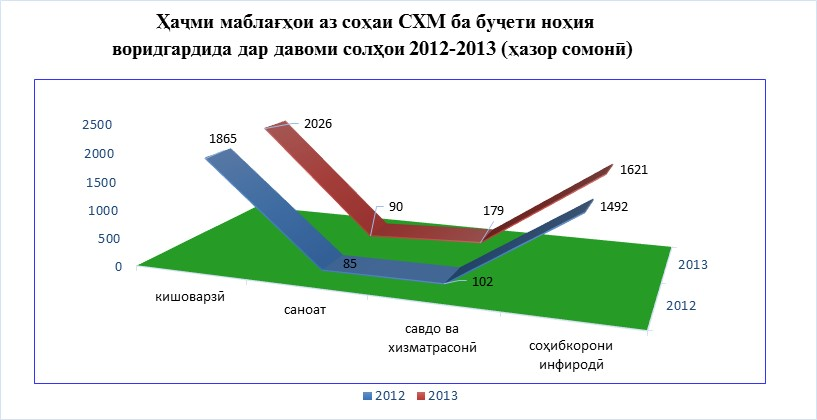 Ҳаҷми маблағҳои аз соҳаи СХМ ба буҷети ноҳия
воридгардида дар давоми солҳои 2012-2013 (ҳазор сомонӣ)
2500
2000
1500
1000
500
0
1865
2026
85
90
102
179
1492
1621
2013
2012
кишоварзӣ
саноат
савдо ва
хизматрасонӣ
соҳибкорони
инфиродӣ
2012 2013